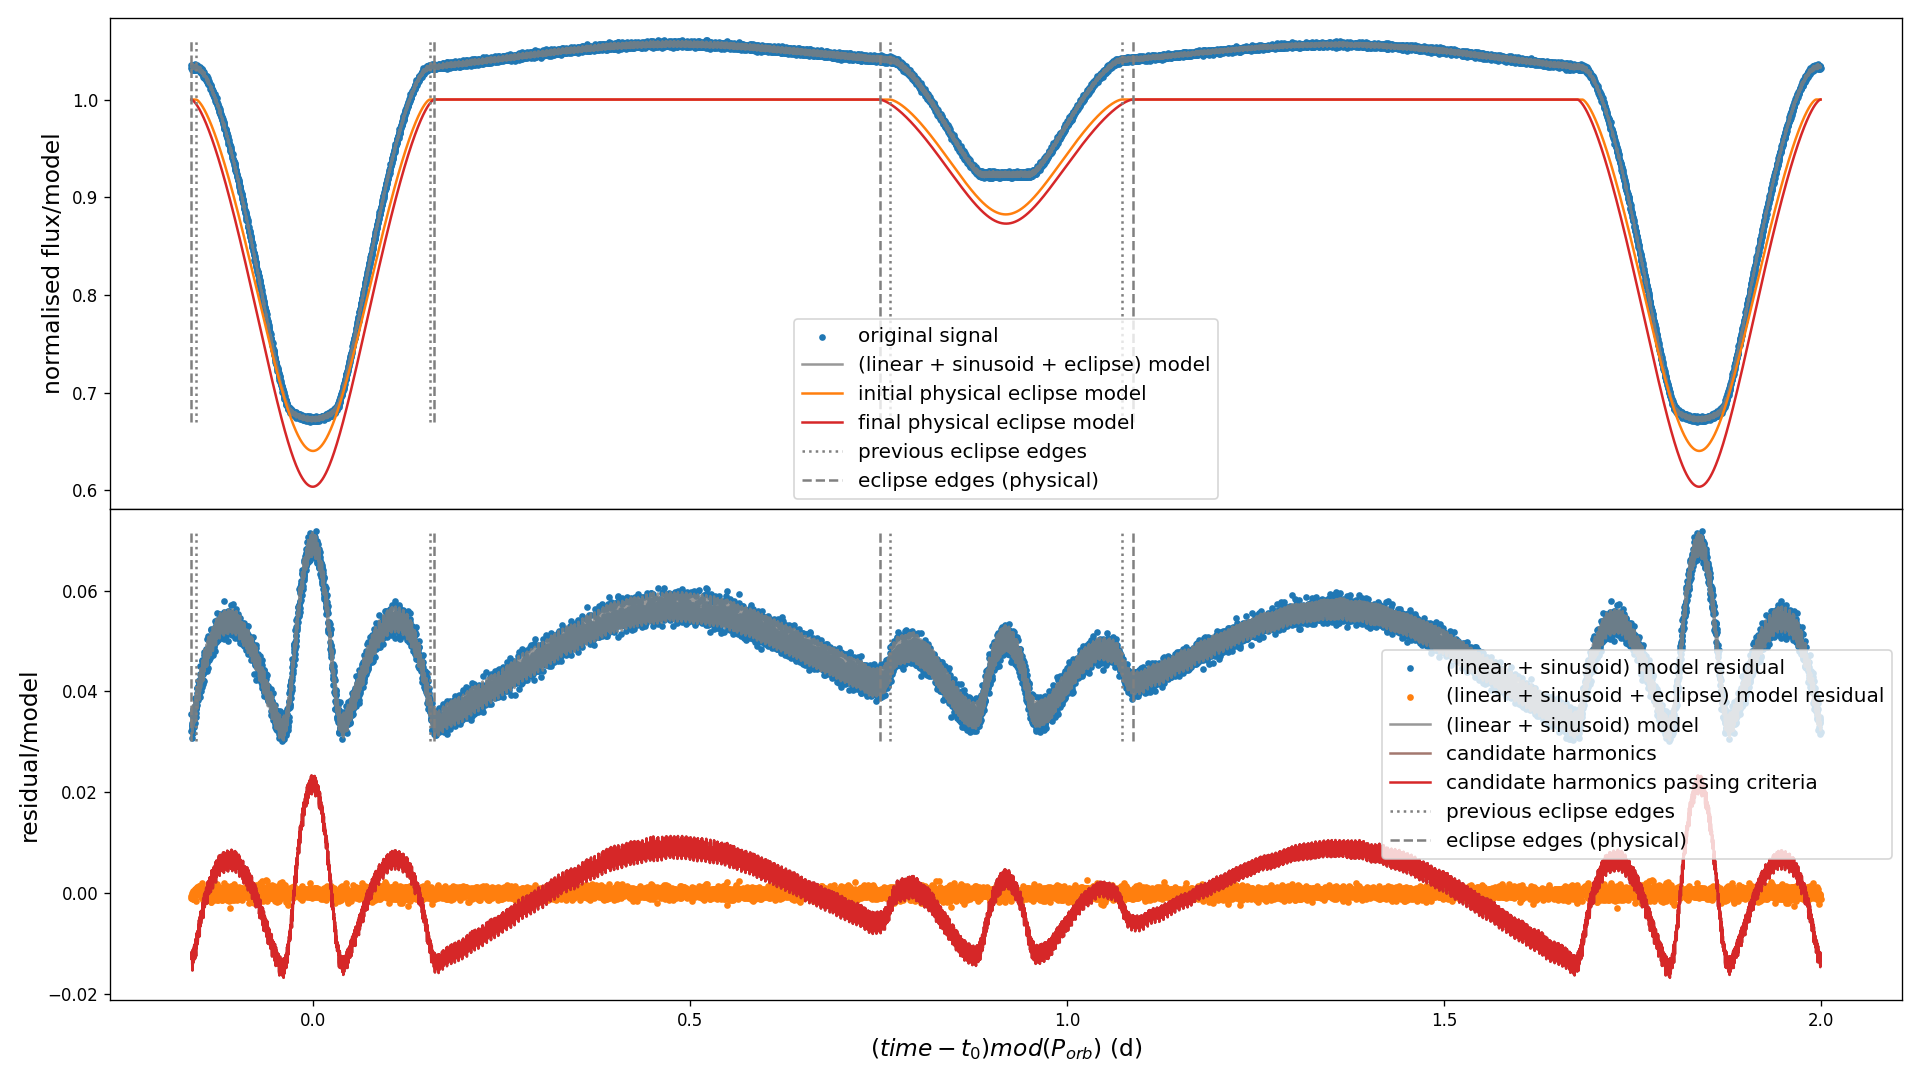 normalised flux/model
1.0
0.9
0.8
0.7
0.6
original signal
(linear + sinusoid + eclipse) model
initial physical eclipse model
final physical eclipse model
previous eclipse edges
eclipse edges (physical)
residual/model
0.06
0.04
0.02
0.00
−0.02
(linear + sinusoid) model residual
(linear + sinusoid + eclipse) model residual
(linear + sinusoid) model
candidate harmonics
candidate harmonics passing criteria
previous eclipse edges
eclipse edges (physical)
0.0 0.5 1.0 1.5 2.0
(time − t₀)mod(Pₒᵣb) (d)